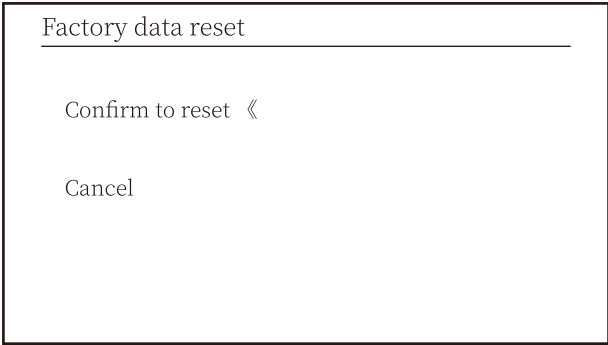 Factory data reset
Confirm to reset 《
Cancel